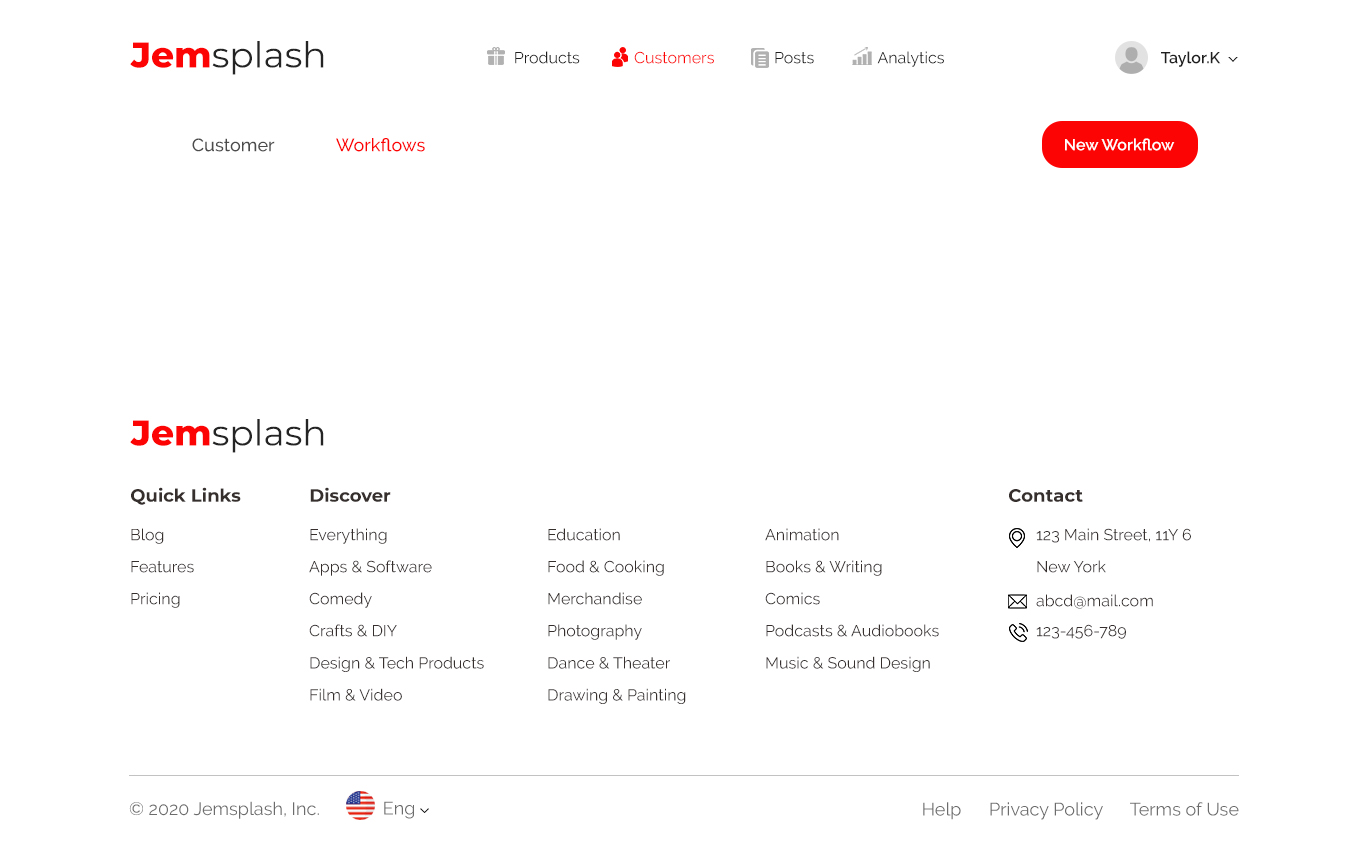 Jemsplash
Products
Customers
Posts
Analytics
Taylor.K
Customer
Workflows
New Workflow
Jemsplash
Quick Links
Blog
Features
Pricing
Discover
Everything
Apps & Software
Comedy
Crafts & DIY
Design & Tech Products
Film & Video
Education
Food & Cooking
Merchandise
Photography
Dance & Theater
Drawing & Painting
Animation
Books & Writing
Comics
Podcasts & Audiobooks
Music & Sound Design
Contact
123 Main Street, 11Y 6
New York
abcd@mail.com
123-456-789
© 2020 Jemsplash, Inc.
Eng
Help
Privacy Policy
Terms of Use